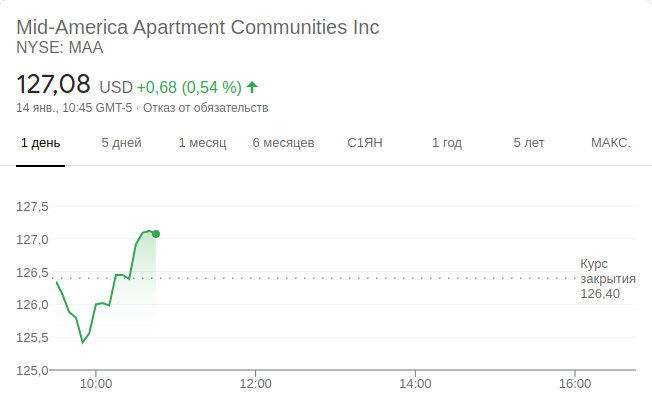 Mid-America Apartment Communities Inc
NYSE: MAA
127,08 USD +0,68 (0,54 %)
14 янв., 10:45 GMT-5 · Отказ от обязательств
1 день 5 дней 1 месяц 6 месяцев С1ЯН 1 год 5 лет МАКС.
127,5
127,0
126,5
126,0
125,5
125,0
Курс
закрытия
126,40
10:00 12:00 14:00 16:00